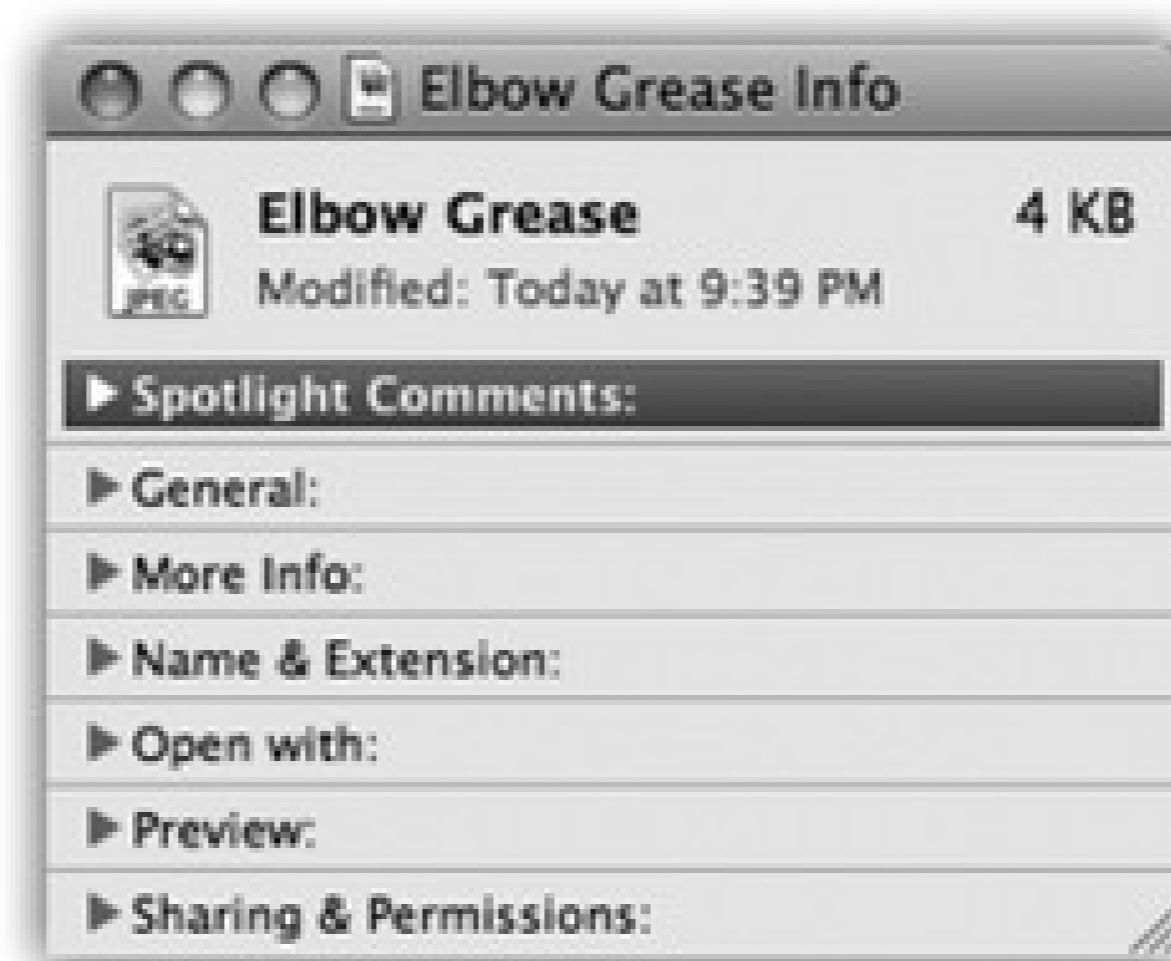 Elbow Grease Info
Elbow Grease 4 KB
JPEG
Modified: Today at 9:39 PM
Spotlight Comments:
General:
More Info:
Name & Extension:
Open with:
Preview:
Sharing & Permissions: